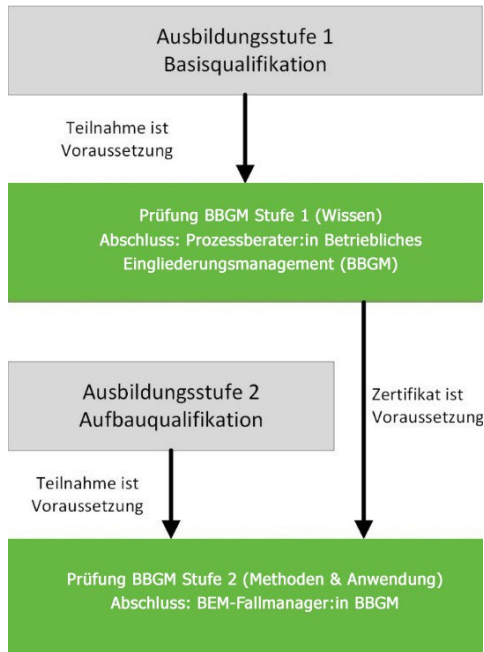 Ausbildungsstufe 1
Basisqualifikation
Teilnahme ist
Voraussetzung
Prüfung BBGM Stufe 1 (Wissen)
Abschluss: Prozessberater:in Betriebliches
Eingliederungsmanagement (BBGM)
Ausbildungsstufe 2
Aufbauqualifikation
Zertifikat ist
Voraussetzung
Teilnahme ist
Voraussetzung
Prüfung BBGM Stufe 2 (Methoden & Anwendung)
Abschluss: BEM-Fallmanager:in BBGM